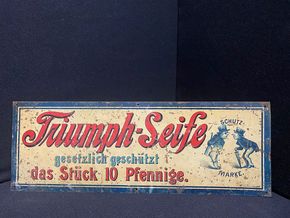 Triumph-Seife
gesetzlich geschützt
das Stück 10 Pfennige.
SCHUTZ-
MARKE.